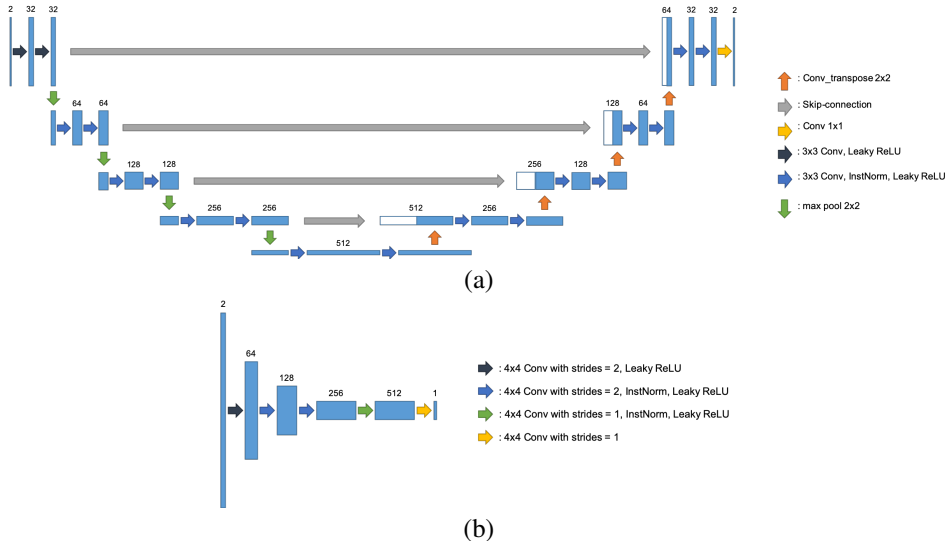 2 32 32
64 32 32 2
64 64
128 64
128 128
256 128
256 256
512 256
512
: Conv_transpose 2x2
: Skip-connection
: Conv 1x1
: 3x3 Conv, Leaky ReLU
: 3x3 Conv, InstNorm, Leaky ReLU
: max pool 2x2
(a)
2
64
128
256 512 1
: 4x4 Conv with strides = 2, Leaky ReLU
: 4x4 Conv with strides = 2, InstNorm, Leaky ReLU
: 4x4 Conv with strides = 1, InstNorm, Leaky ReLU
: 4x4 Conv with strides = 1
(b)